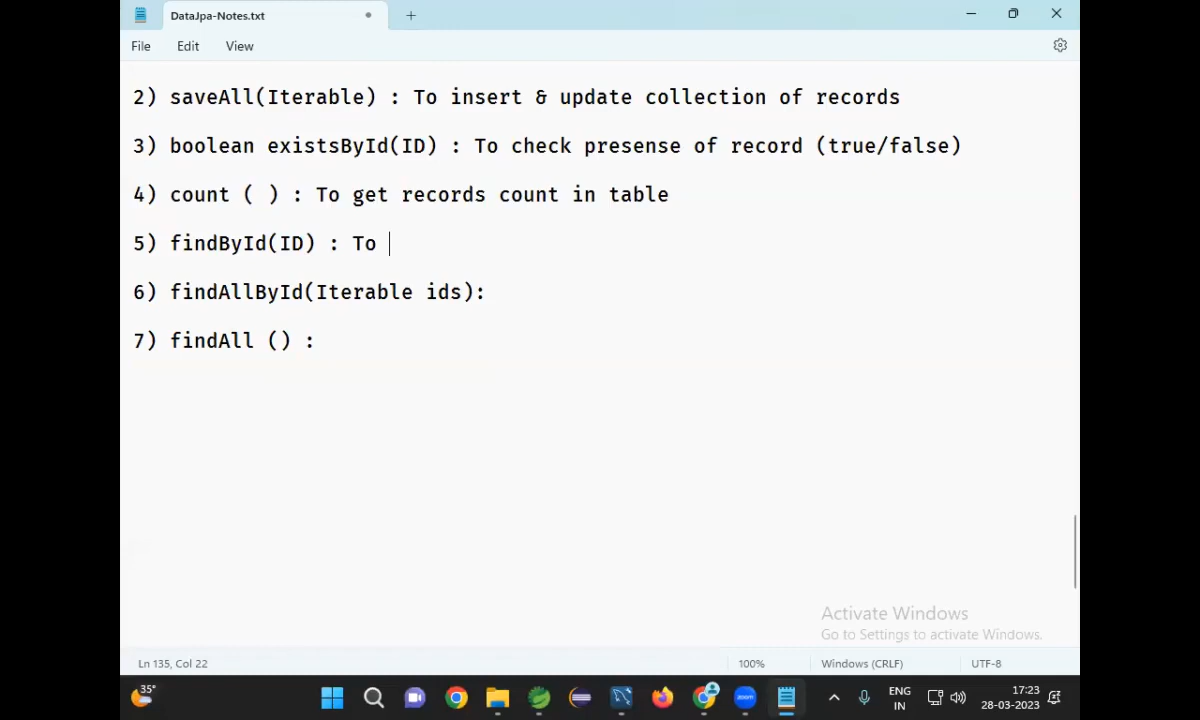 DataJpa-Notes.txt
File Edit View
2) saveAll(Iterable) : To insert & update collection of records
3) boolean existsById(ID) : To check presense of record (true/false)
4) count ( ) : To get records count in table
5) findById(ID) : To
6) findAllById(Iterable ids):
7) findAll () :
Activate Windows
Go to Settings to activate Windows.
Ln 135, Col 22 100% Windows (CRLF) UTF-8
35° zoom ENG 17:23
IN 28-03-2023